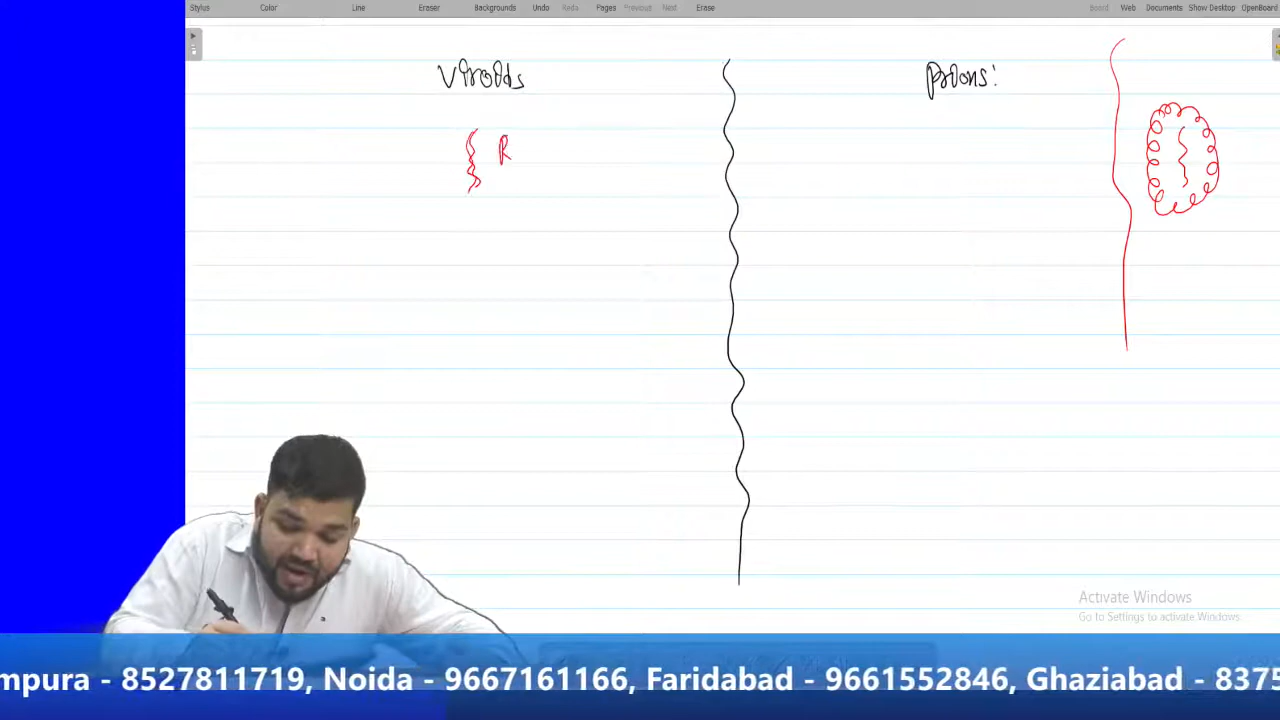 Stylus Color Line Eraser Backgrounds Undo Redo Pages Previous Next Erase Board Web Documents Show Desktop OpenBoard
Viroids
Prions:
R
Activate Windows
Go to Settings to activate Windows.
mpura - 8527811719, Noida - 9667161166, Faridabad - 9661552846, Ghaziabad - 8375